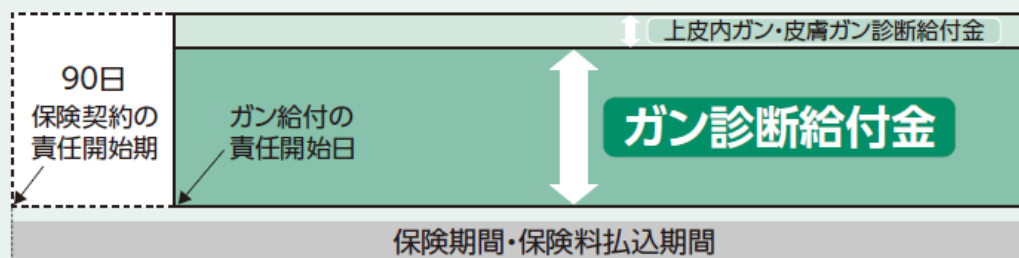 上皮内ガン・皮膚ガン診断給付金
90日
保険契約の
責任開始期
ガン給付の
責任開始日
ガン診断給付金
保険期間・保険料払込期間